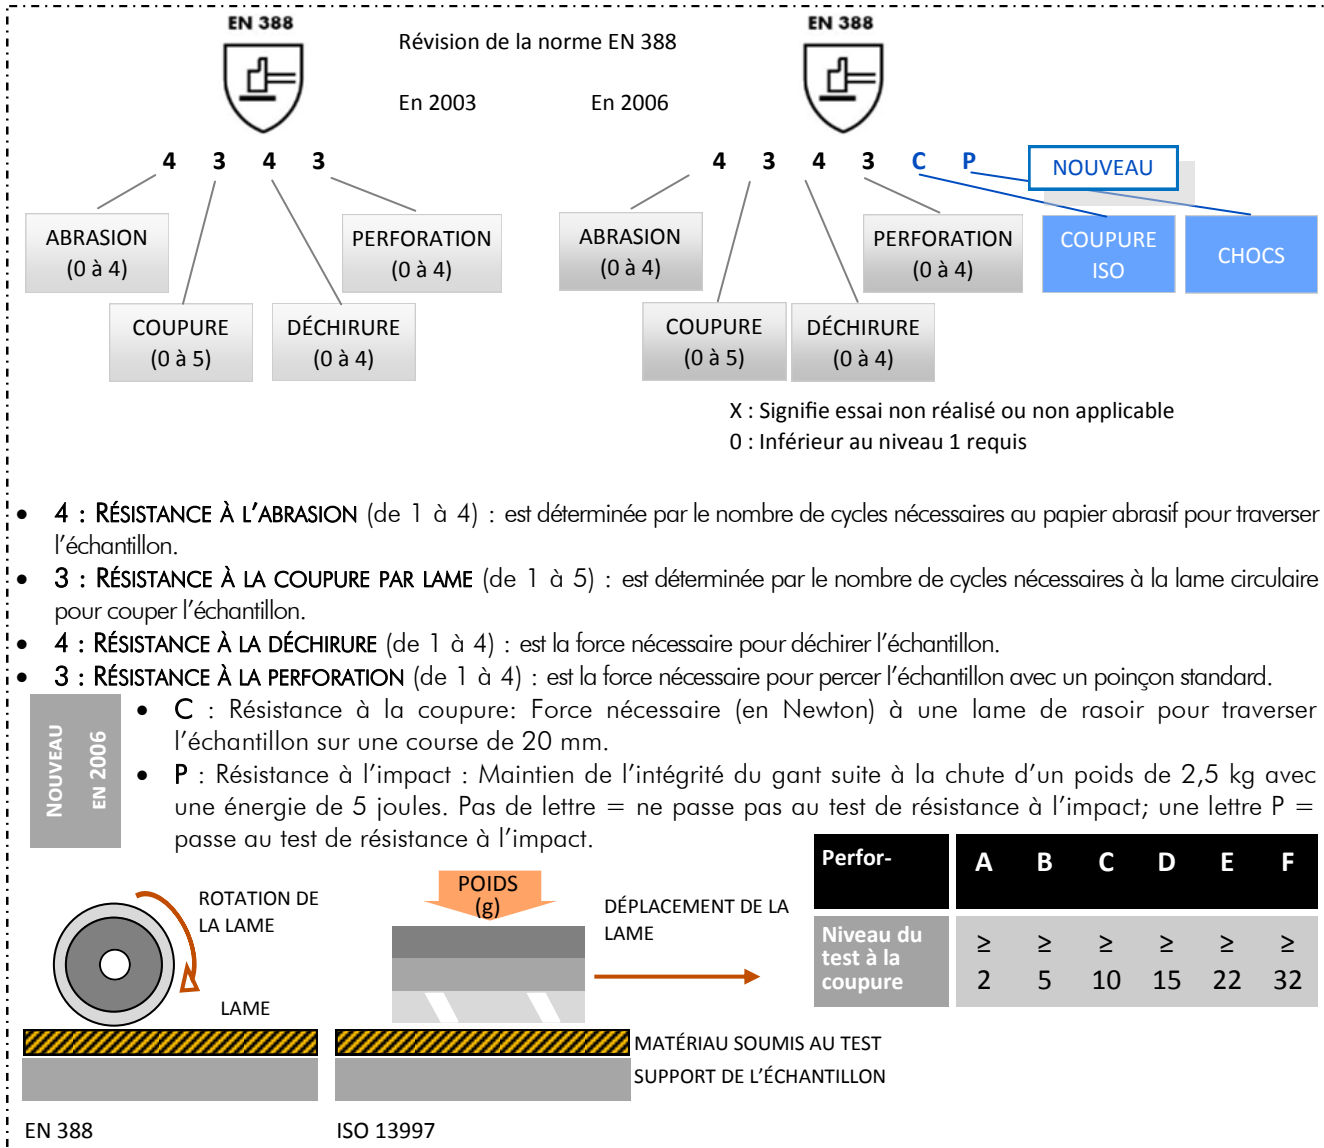 EN 388
EN 388
Révision de la norme EN 388
En 2003 En 2006
4 3 4 3
4 3 4 3 C P
NOUVEAU
ABRASION
(0 à 4)
PERFORATION
(0 à 4)
COUPURE
(0 à 5)
DÉCHIRURE
(0 à 4)
ABRASION
(0 à 4)
PERFORATION
(0 à 4)
COUPURE
ISO
CHOCS
COUPURE
(0 à 5)
DÉCHIRURE
(0 à 4)
X : Signifie essai non réalisé ou non applicable
0 : Inférieur au niveau 1 requis
• 4 : RÉSISTANCE À L'ABRASION (de 1 à 4) : est déterminée par le nombre de cycles nécessaires au papier abrasif pour traverser
l'échantillon.
• 3 : RÉSISTANCE À LA COUPURE PAR LAME (de 1 à 5) : est déterminée par le nombre de cycles nécessaires à la lame circulaire
pour couper l'échantillon.
• 4 : RÉSISTANCE À LA DÉCHIRURE (de 1 à 4) : est la force nécessaire pour déchirer l'échantillon.
• 3 : RÉSISTANCE À LA PERFORATION (de 1 à 4) : est la force nécessaire pour percer l'échantillon avec un poinçon standard.
NOUVEAU
EN 2006
• C : Résistance à la coupure: Force nécessaire (en Newton) à une lame de rasoir pour traverser
l'échantillon sur une course de 20 mm.
• P : Résistance à l'impact : Maintien de l'intégrité du gant suite à la chute d'un poids de 2,5 kg avec
une énergie de 5 joules. Pas de lettre = ne passe pas au test de résistance à l'impact; une lettre P =
passe au test de résistance à l'impact.
Perfor- A B C D E F
Niveau du
test à la
coupure
≥ ≥ ≥ ≥ ≥ ≥
2 5 10 15 22 32
ROTATION DE
LA LAME
LAME
POIDS
(g)
DÉPLACEMENT DE LA
LAME
MATÉRIAU SOUMIS AU TEST
SUPPORT DE L'ÉCHANTILLON
EN 388
ISO 13997